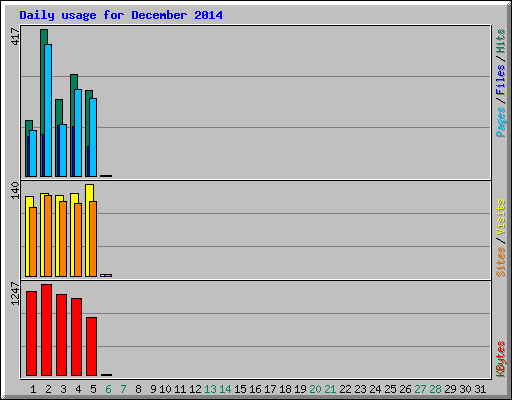 Daily usage for December 2014
417
Pages / Files / Hits
140
Sites / Visits
1247
KBytes
1 2 3 4 5 6 7 8 9 10 11 12 13 14 15 16 17 18 19 20 21 22 23 24 25 26 27 28 29 30 31